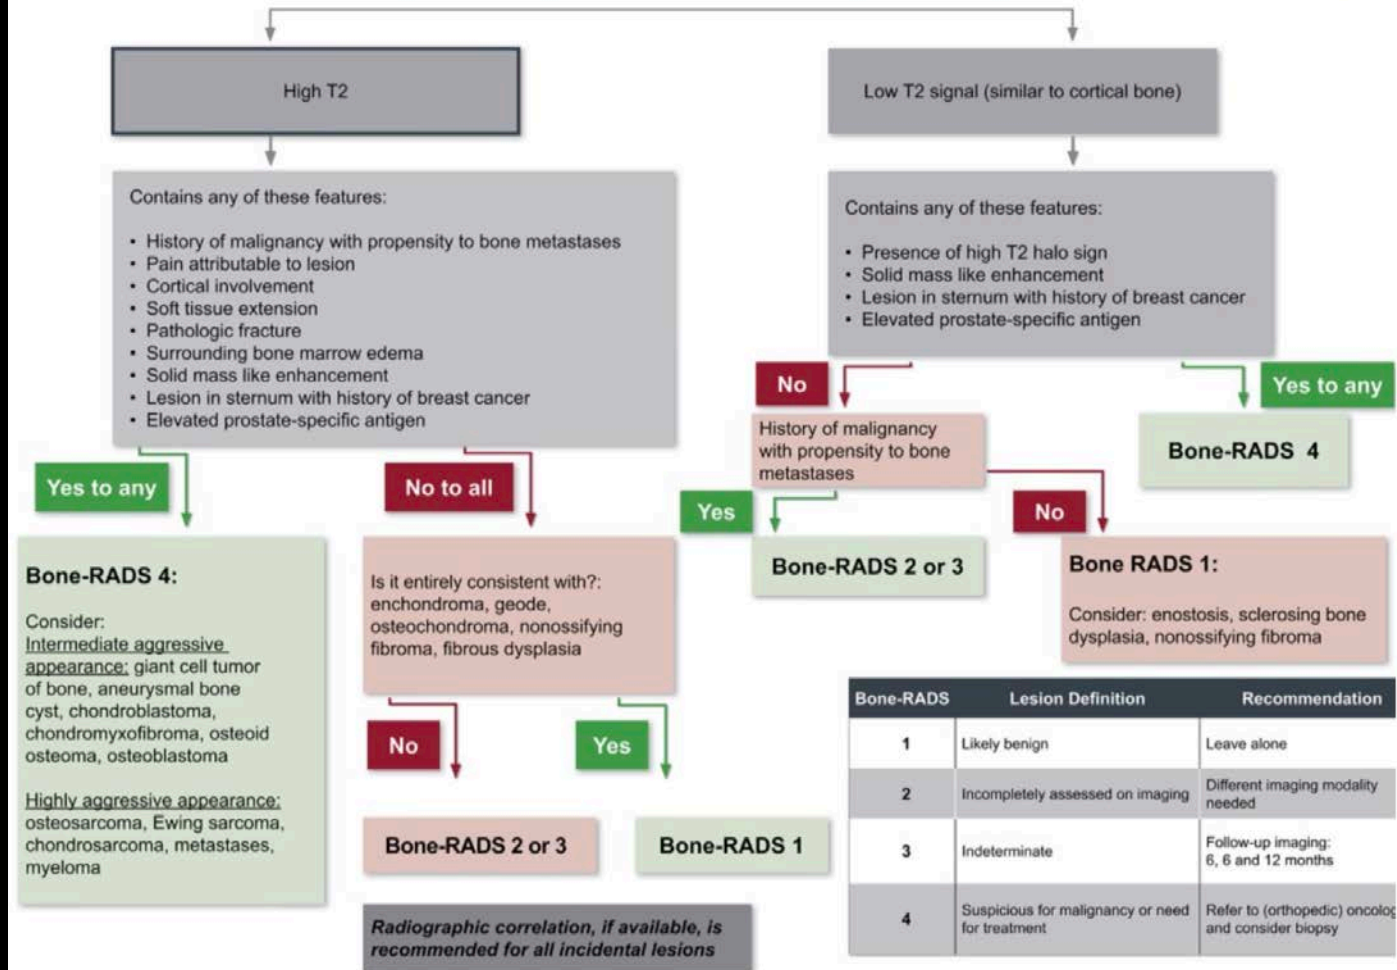 High T2
Low T2 signal (similar to cortical bone)
Contains any of these features:
• History of malignancy with propensity to bone metastases
• Pain attributable to lesion
• Cortical involvement
• Soft tissue extension
• Pathologic fracture
• Surrounding bone marrow edema
• Solid mass like enhancement
• Lesion in sternum with history of breast cancer
• Elevated prostate-specific antigen
Contains any of these features:
• Presence of high T2 halo sign
• Solid mass like enhancement
• Lesion in sternum with history of breast cancer
• Elevated prostate-specific antigen
No
Yes to any
History of malignancy
with propensity to bone
metastases
Bone-RADS 4
Yes to any
No to all
Yes
No
Bone-RADS 4:
Consider:
Intermediate aggressive
appearance: giant cell tumor
of bone, aneurysmal bone
cyst, chondroblastoma,
chondromyxofibroma, osteoid
osteoma, osteoblastoma
Highly aggressive appearance:
osteosarcoma, Ewing sarcoma,
chondrosarcoma, metastases,
myeloma
Is it entirely consistent with?:
enchondroma, geode,
osteochondroma, nonossifying
fibroma, fibrous dysplasia
Bone-RADS 2 or 3
Bone RADS 1:
Consider: enostosis, sclerosing bone
dysplasia, nonossifying fibroma
No
Yes
Bone-RADS 2 or 3
Bone-RADS 1
Bone-RADS Lesion Definition Recommendation
1 Likely benign Leave alone
2 Incompletely assessed on imaging Different imaging modality
needed
3 Indeterminate Follow-up imaging:
6, 6 and 12 months
4 Suspicious for malignancy or need
for treatment
Refer to (orthopedic) oncolog
and consider biopsy
Radiographic correlation, if available, is
recommended for all incidental lesions